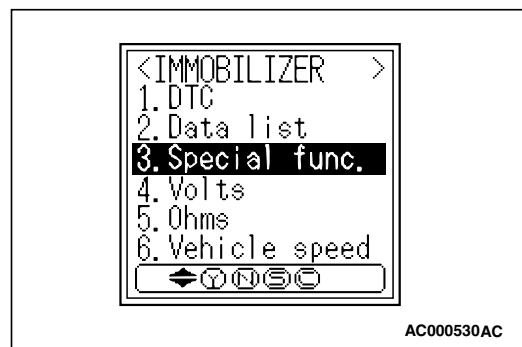 <IMMOBILIZER >
1. DTC
2. Data list
3. Special func.
4. Volts
5. Ohms
6. Vehicle speed
Y N S C
AC000530AC